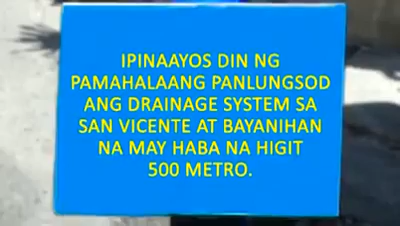 IPINAAYOS DIN NG
PAMAHALAANG PANLUNGSOD
ANG DRAINAGE SYSTEM SA
SAN VICENTE AT BAYANIHAN
NA MAY HABA NA HIGIT
500 METRO.